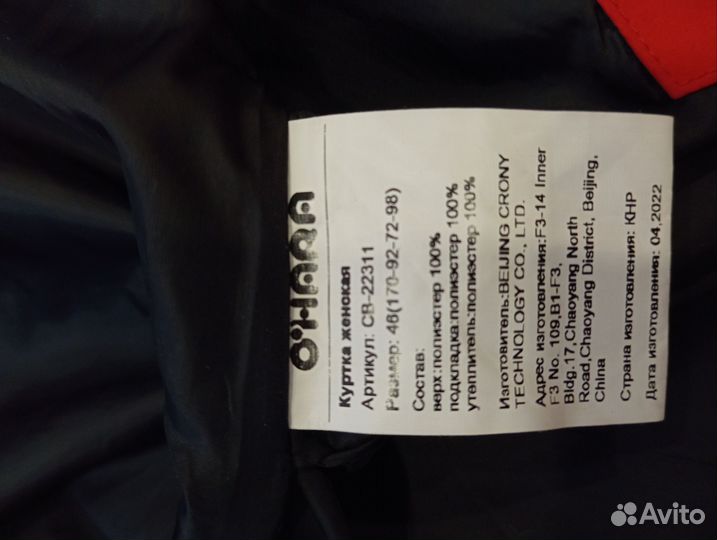 O'HARA
Куртка женская
Артикул: СВ-22311
Размер: 46(170-92-72-98)
Состав:
верх:полиэстер 100%
подкладка:полиэстер 100%
утеплитель:полиэстер 100%
Изготовитель:BEIJING CRONY
TECHNOLOGY CO., LTD.
Адрес изготовления:F3-14 Inner
F3 No. 109,B1-F3,
Bldg.17,Chaoyang North
Road,Chaoyang District, Beijing,
China
Страна изготовления: КНР
Дата изготовления: 04,2022
Avito